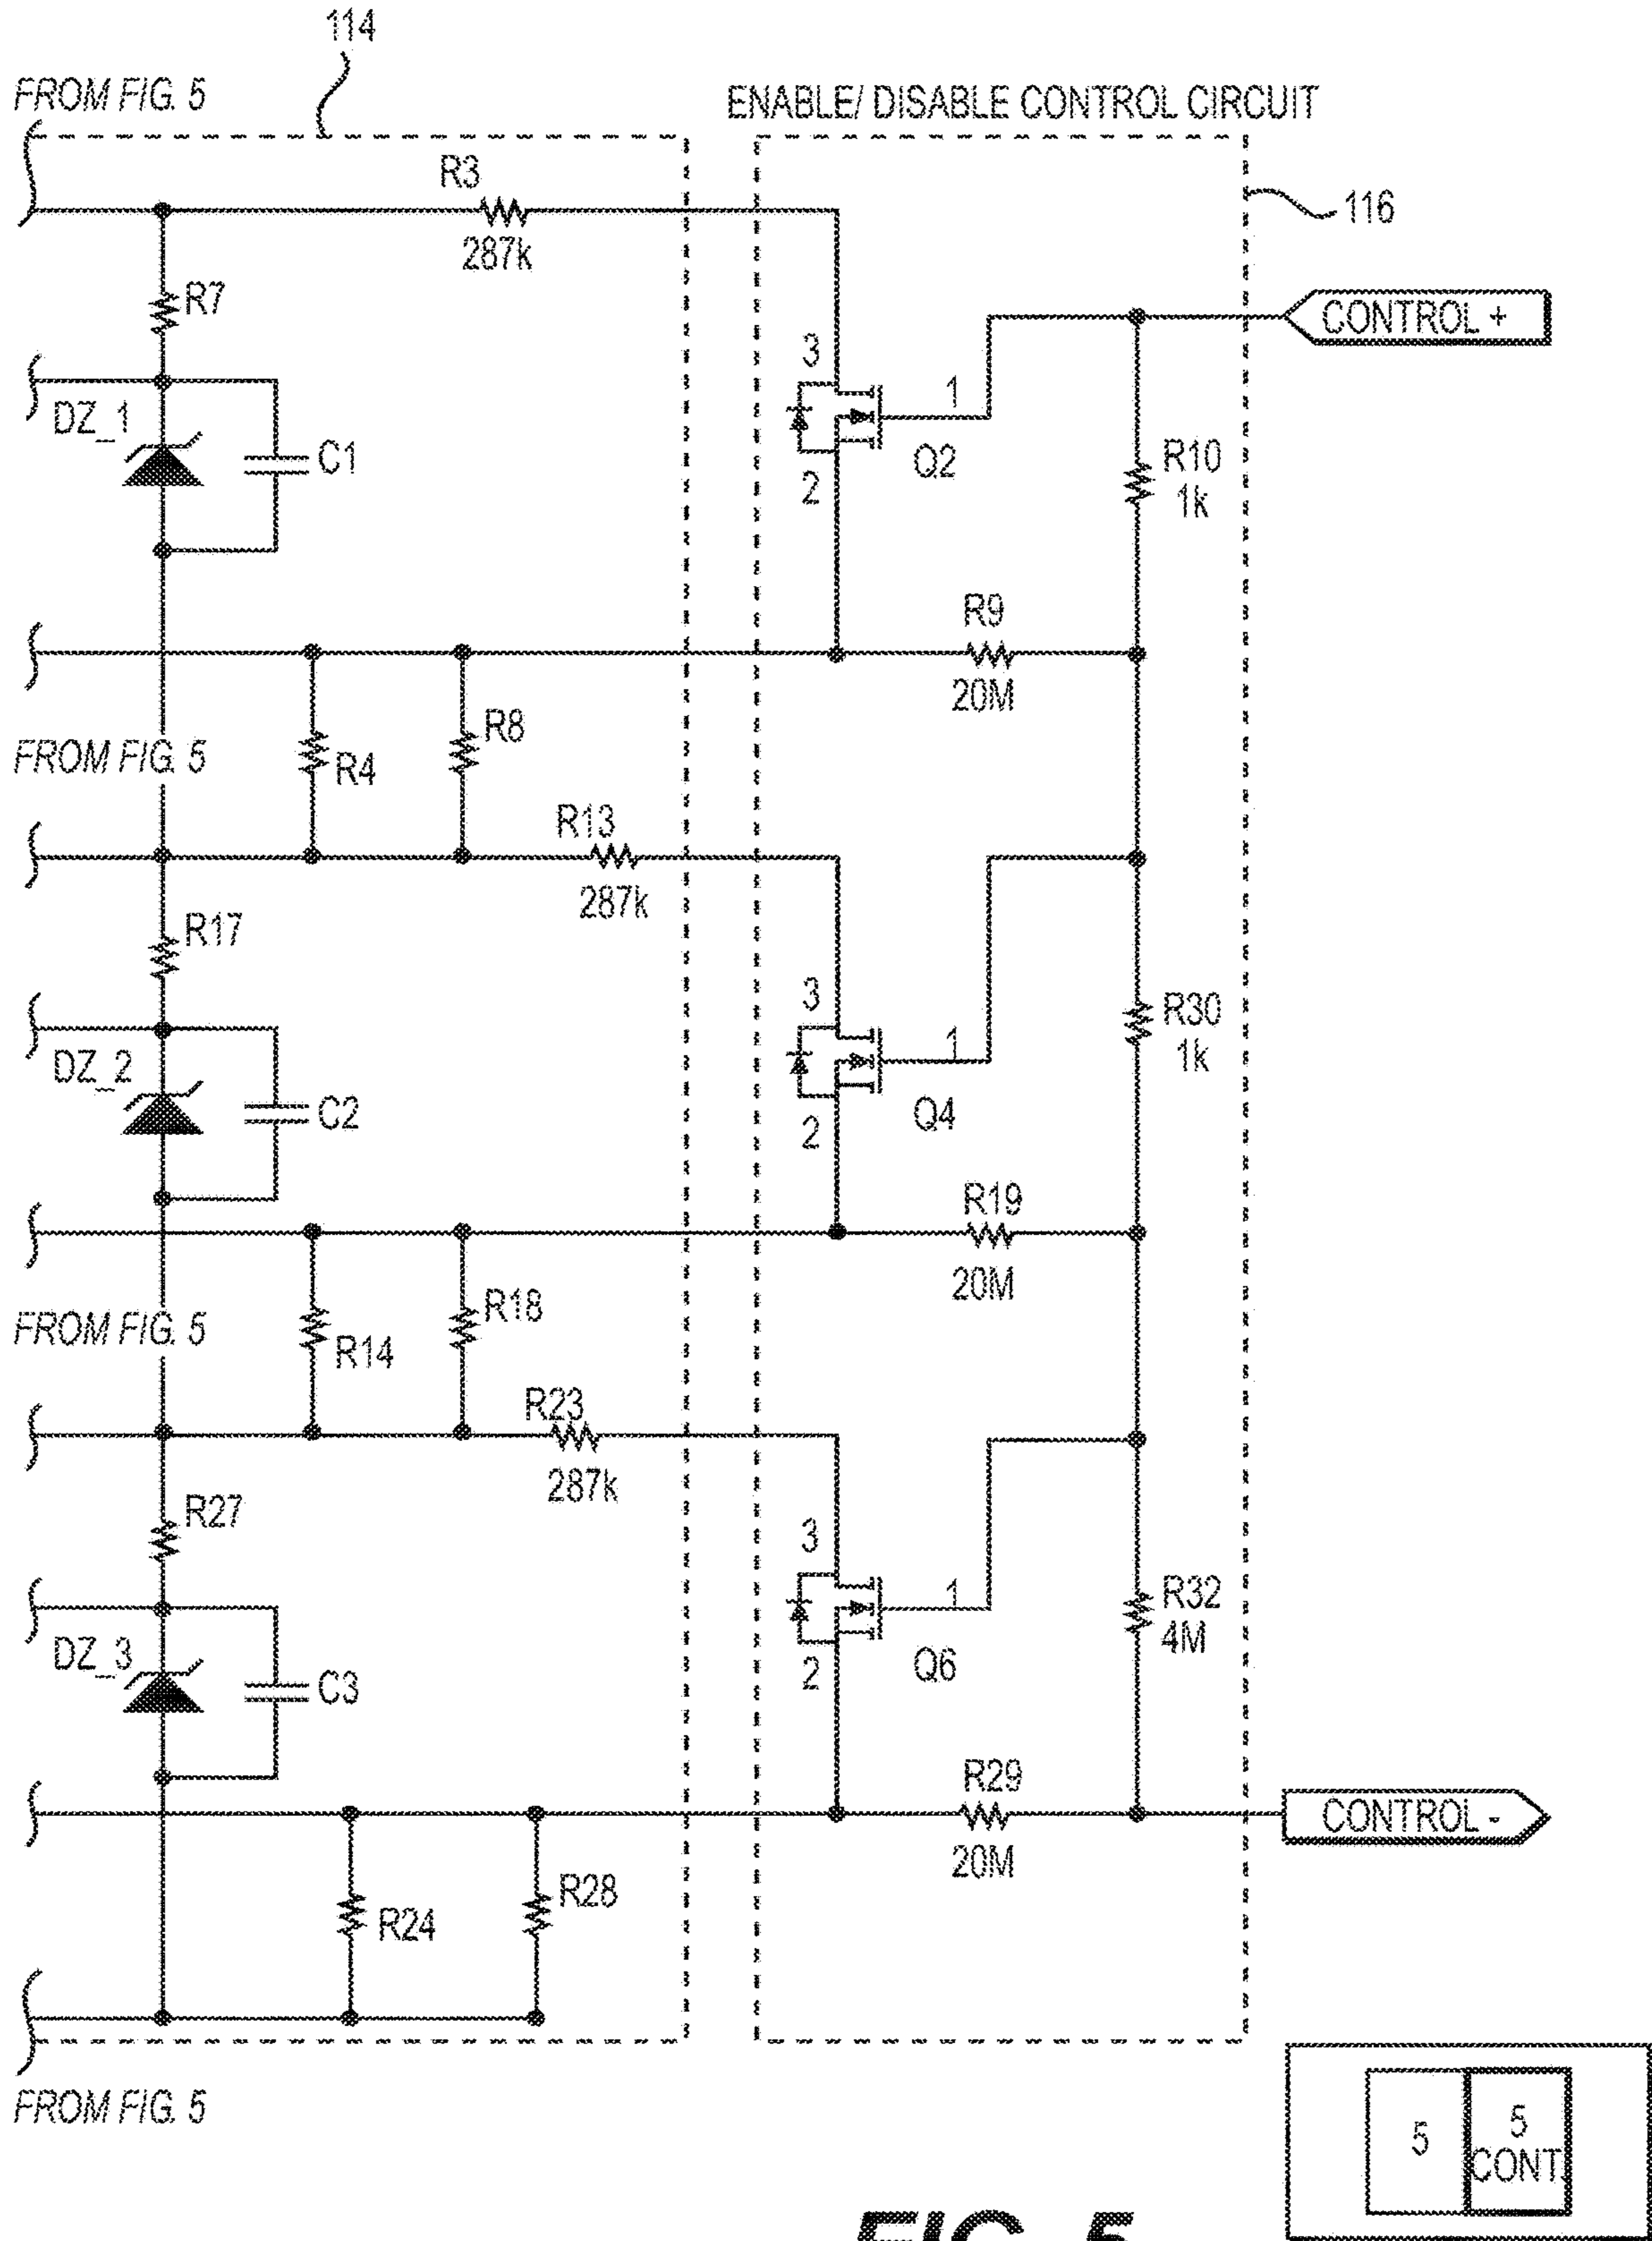 114
FROM FIG. 5
ENABLE/ DISABLE CONTROL CIRCUIT
R3
116
287k
R7
CONTROL +
3
1
DZ_1
C1
Q2
R10
1k
2
R9
20M
R8
FROM FIG. 5
R4
R13
287k
R17
3
R30
1k
1
DZ_2
C2
Q4
2
R19
20M
R18
FROM FIG. 5
R14
R23
287k
R27
3
1
R32
4M
DZ_3
C3
Q6
2
R29
CONTROL -
20M
R28
R24
FROM FIG. 5
5
5
CONT.
FIG. 5